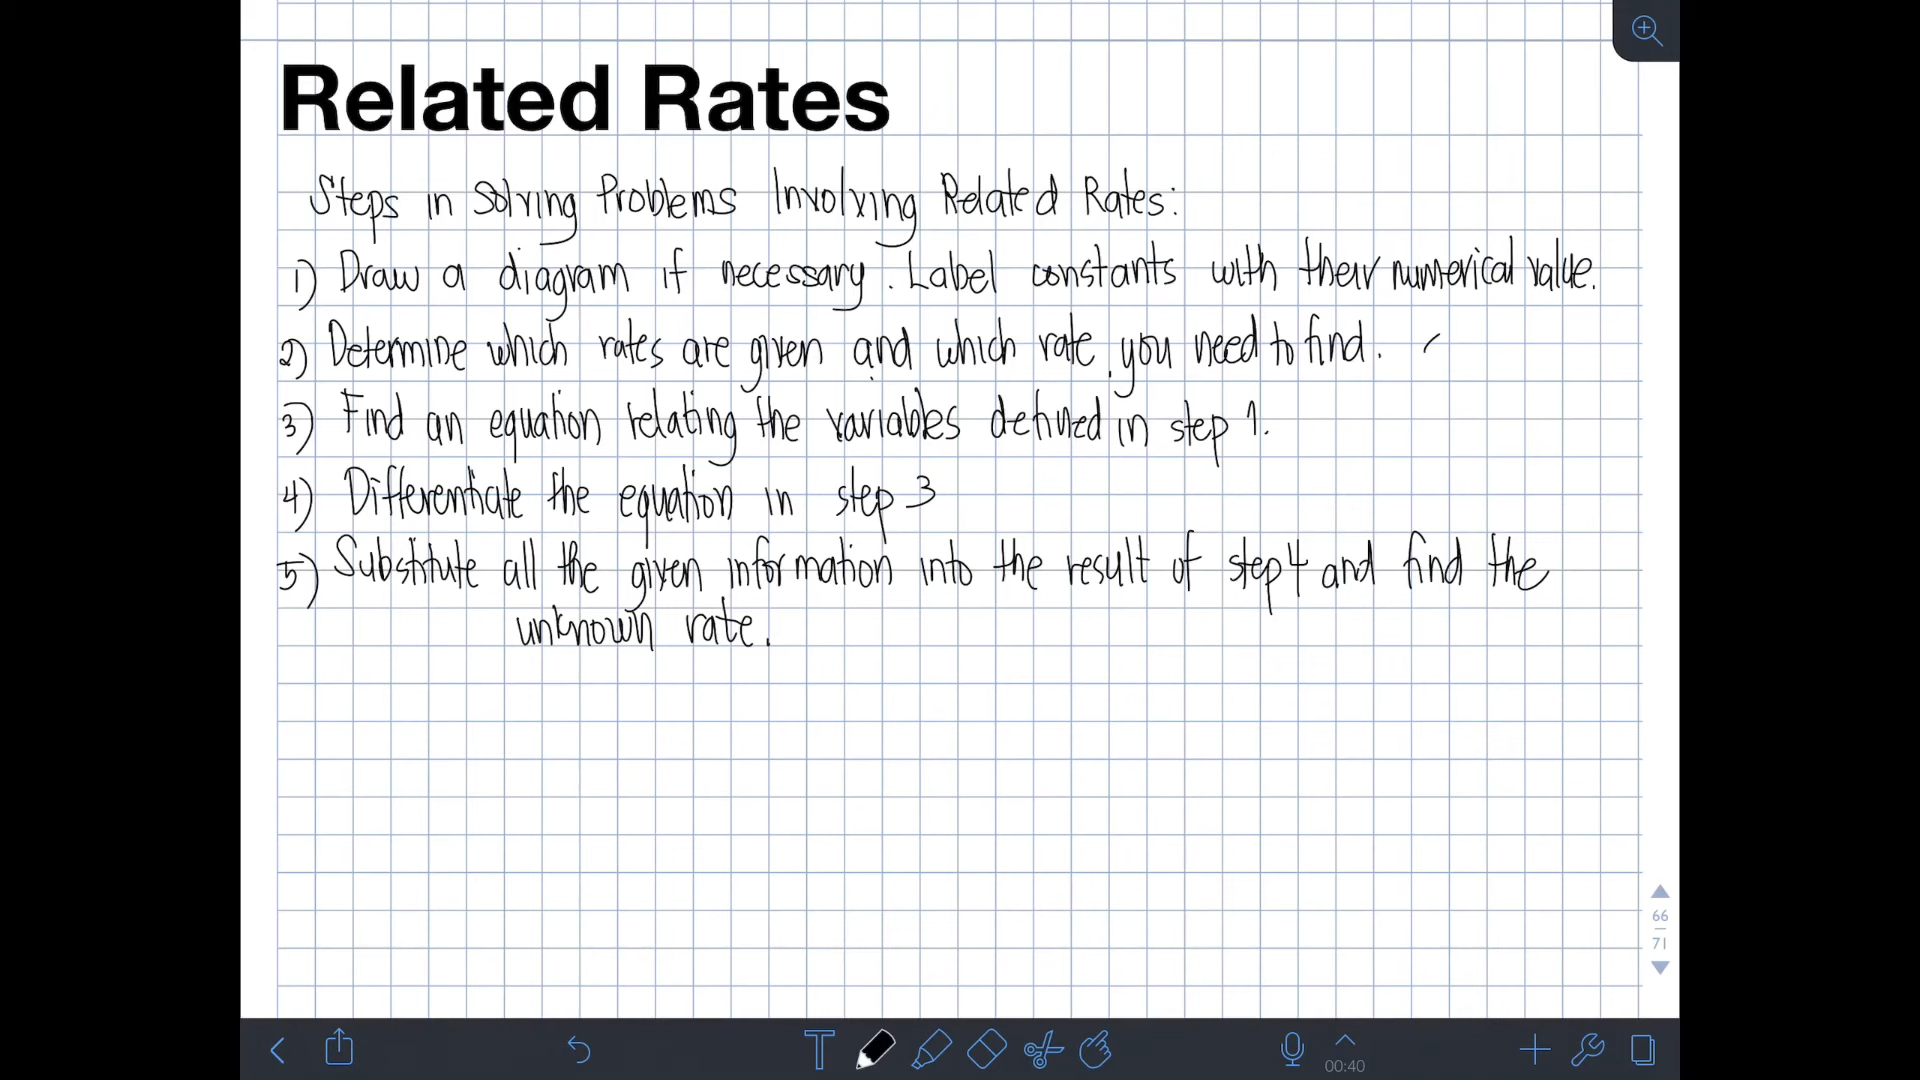 Related Rates
Steps in Solving Problems Involving Related Rates:
1) Draw a diagram if necessary. Label constants with their numerical value.
2) Determine which rates are given and which rate you need to find.
3) Find an equation relating the variables defined in step 1.
4) Differentiate the equation in step 3
5) Substitute all the given information into the result of step 4 and find the
unknown rate.
66
71
T
00:40